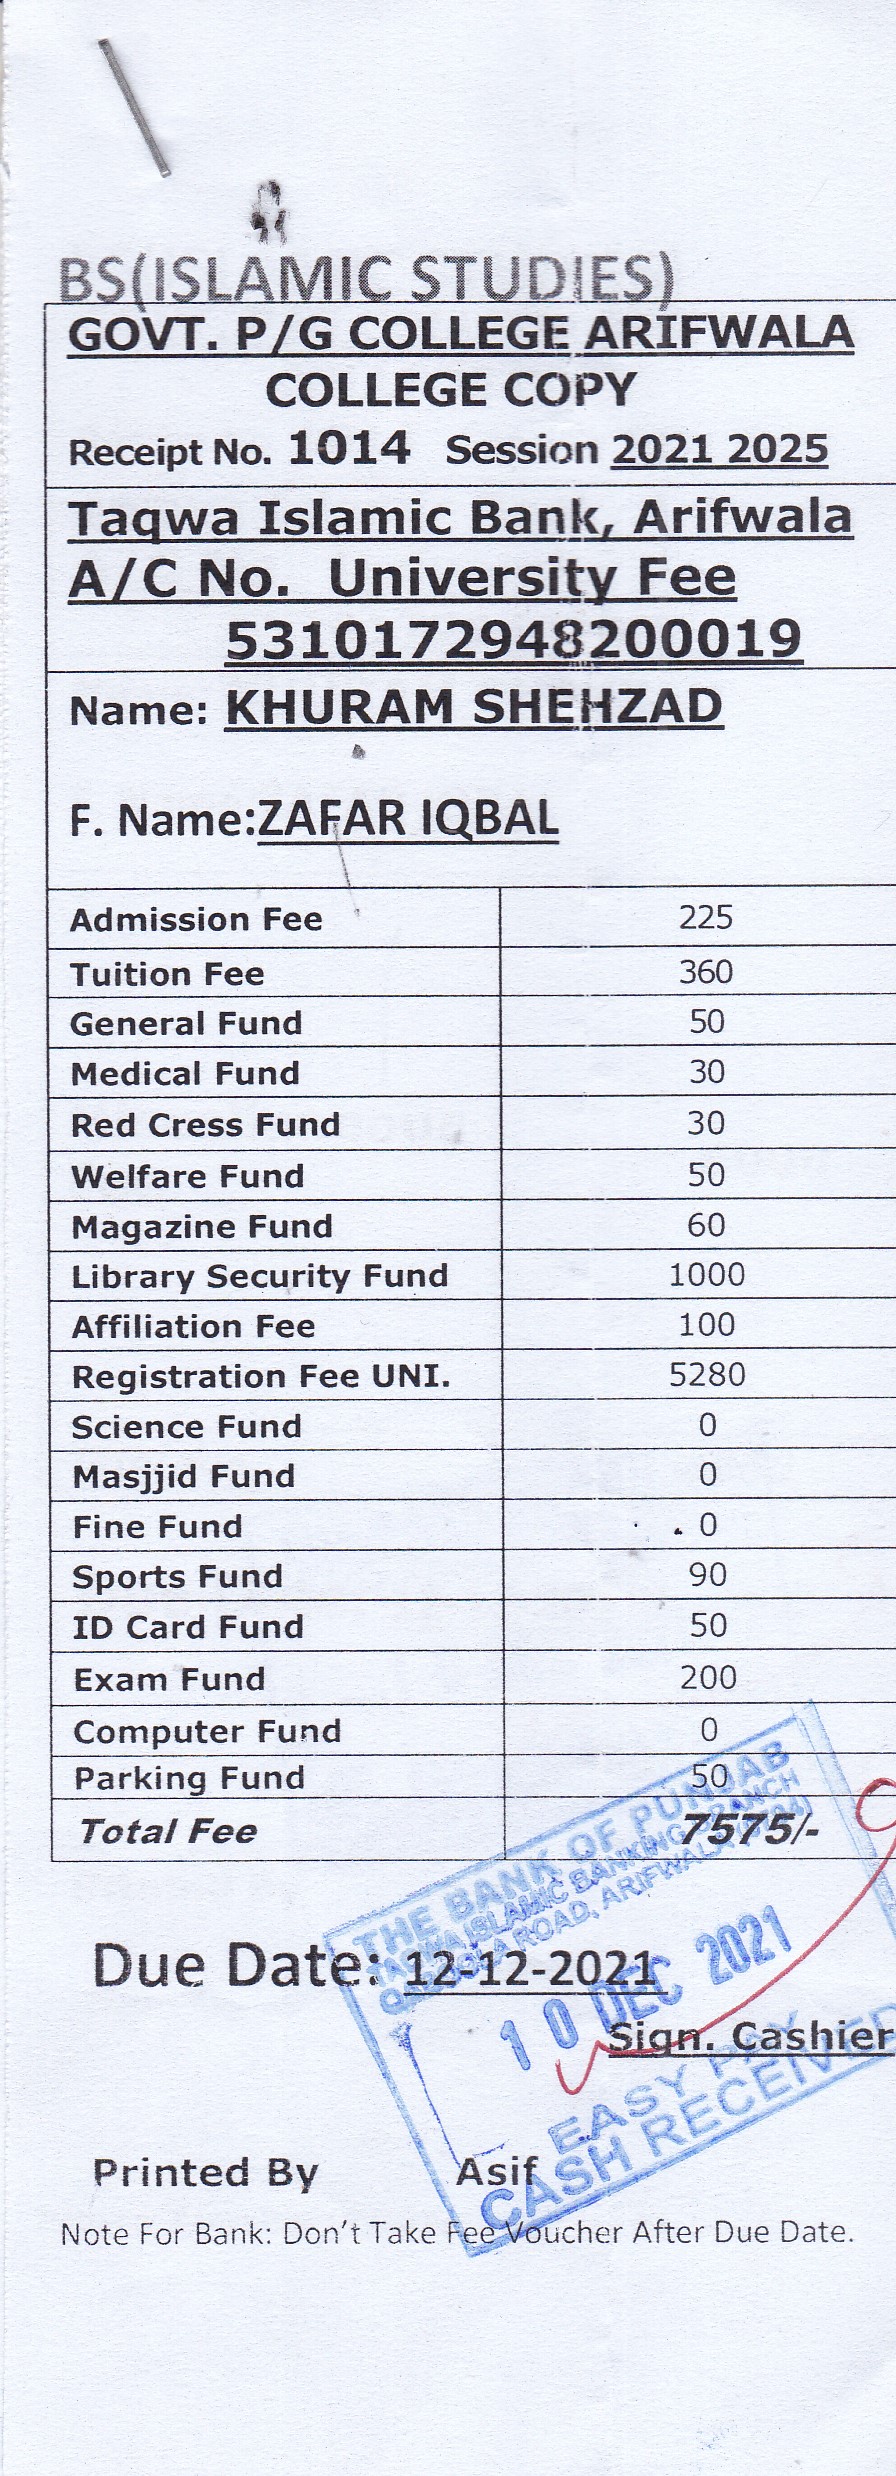 BS(ISLAMIC STUDIES)
GOVT. P/G COLLEGE ARIFWALA
COLLEGE COPY
Receipt No. 1014 Session 2021 2025
Taqwa Islamic Bank, Arifwala
A/C No. University Fee
5310172948200019
Name: KHURAM SHEHZAD
F. Name:ZAFAR IQBAL
Admission Fee 225
Tuition Fee 360
General Fund 50
Medical Fund 30
Red Cress Fund 30
Welfare Fund 50
Magazine Fund 60
Library Security Fund 1000
Affiliation Fee 100
Registration Fee UNI. 5280
Science Fund 0
Masjjid Fund 0
Fine Fund 0
Sports Fund 90
ID Card Fund 50
Exam Fund 200
Computer Fund 0
Parking Fund 50
Total Fee 7575/-
THE BANK OF PUNJAB
TAQWA ISLAMIC BANKING BRANCH
ROAD, ARIFWALA
Due Date: 12-12-2021
10 DEC 2021
Sign. Cashier
EASY PAY
CASH RECEIVED
Printed By Asif
Note For Bank: Don't Take Fee Voucher After Due Date.